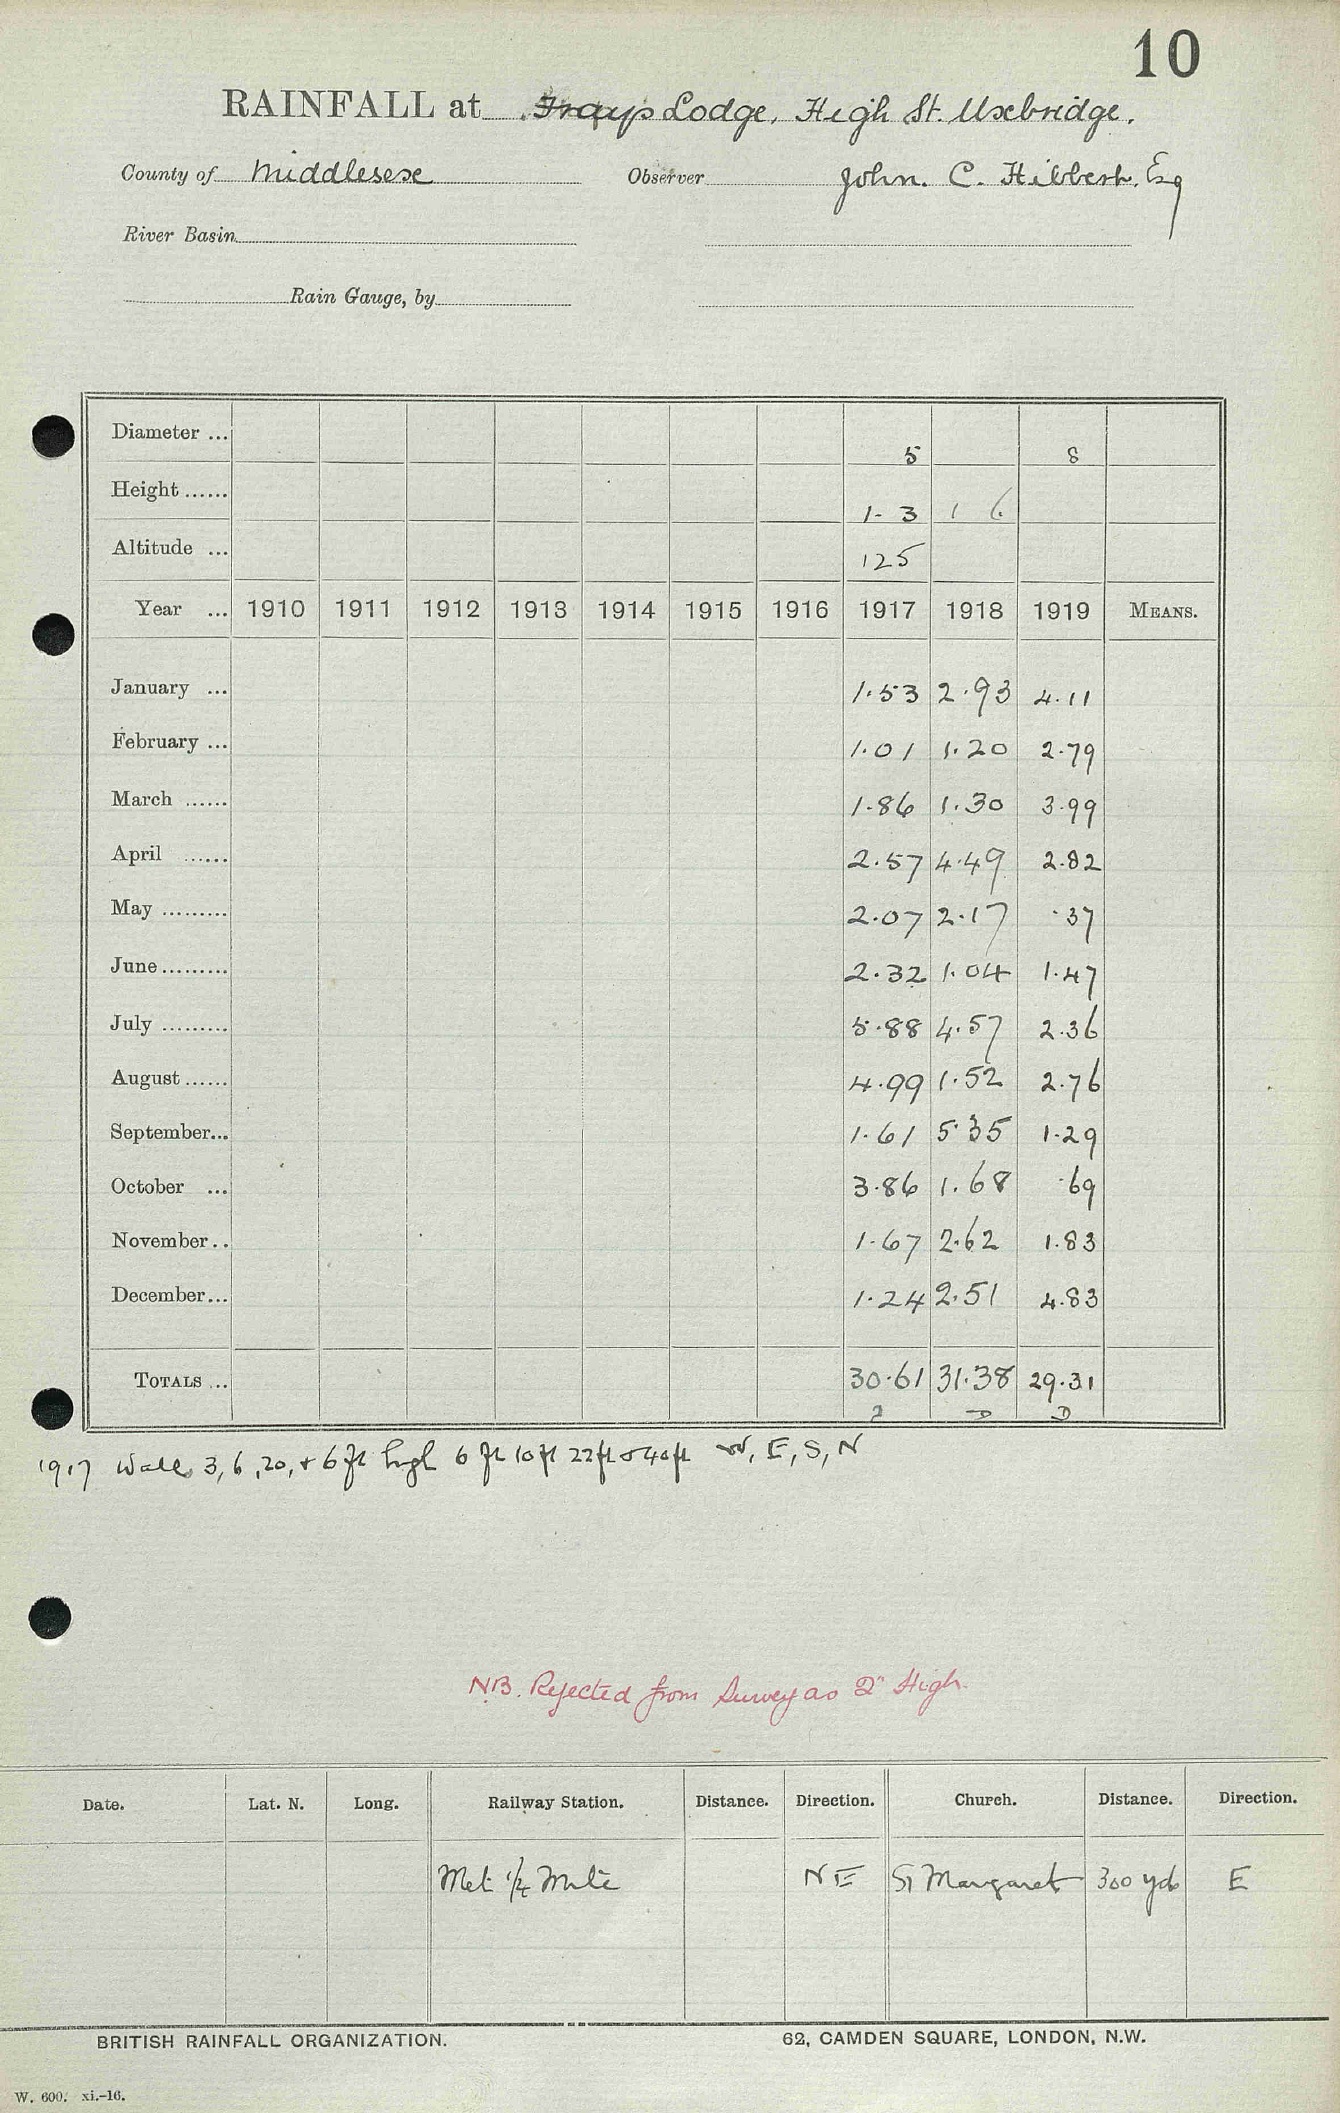 10
RAINFALL at Frays Lodge, High St. Uxbridge.
County of Middlesex Observer John. C. Hibbert. Esq
River Basin
Rain Gauge, by
Diameter ... 5 8
Height...... 1-3 1 6
Altitude ... 125
Year ... 1910 1911 1912 1913 1914 1915 1916 1917 1918 1919 MEANS.
January ... 1.53 2.93 4.11
February ... 1.01 1.20 2.79
March ...... 1.86 1.30 3.99
April ...... 2.57 4.49 2.82
May ......... 2.07 2.17 .37
June......... 2.32 1.04 1.47
July ......... 5.88 4.57 2.36
August...... 4.99 1.52 2.76
September... 1.61 5.35 1.29
October ... 3.86 1.68 .69
November.. 1.67 2.62 1.83
December... 1.24 2.51 4.83
TOTALS ... 30.61 31.38 29.31
D D
1917 Walls 3, 6, 20, + 6 ft high 6 ft 10 ft 22 ft & 40 ft W, E, S, N
NB. Rejected from Survey as 2" High.
Date. Lat. N. Long. Railway Station. Distance. Direction. Church. Distance. Direction.
Met 1/4 Mile NE St Margaret 300 yds E
BRITISH RAINFALL ORGANIZATION. 62, CAMDEN SQUARE, LONDON, N.W.
W. 600. xi.-16.